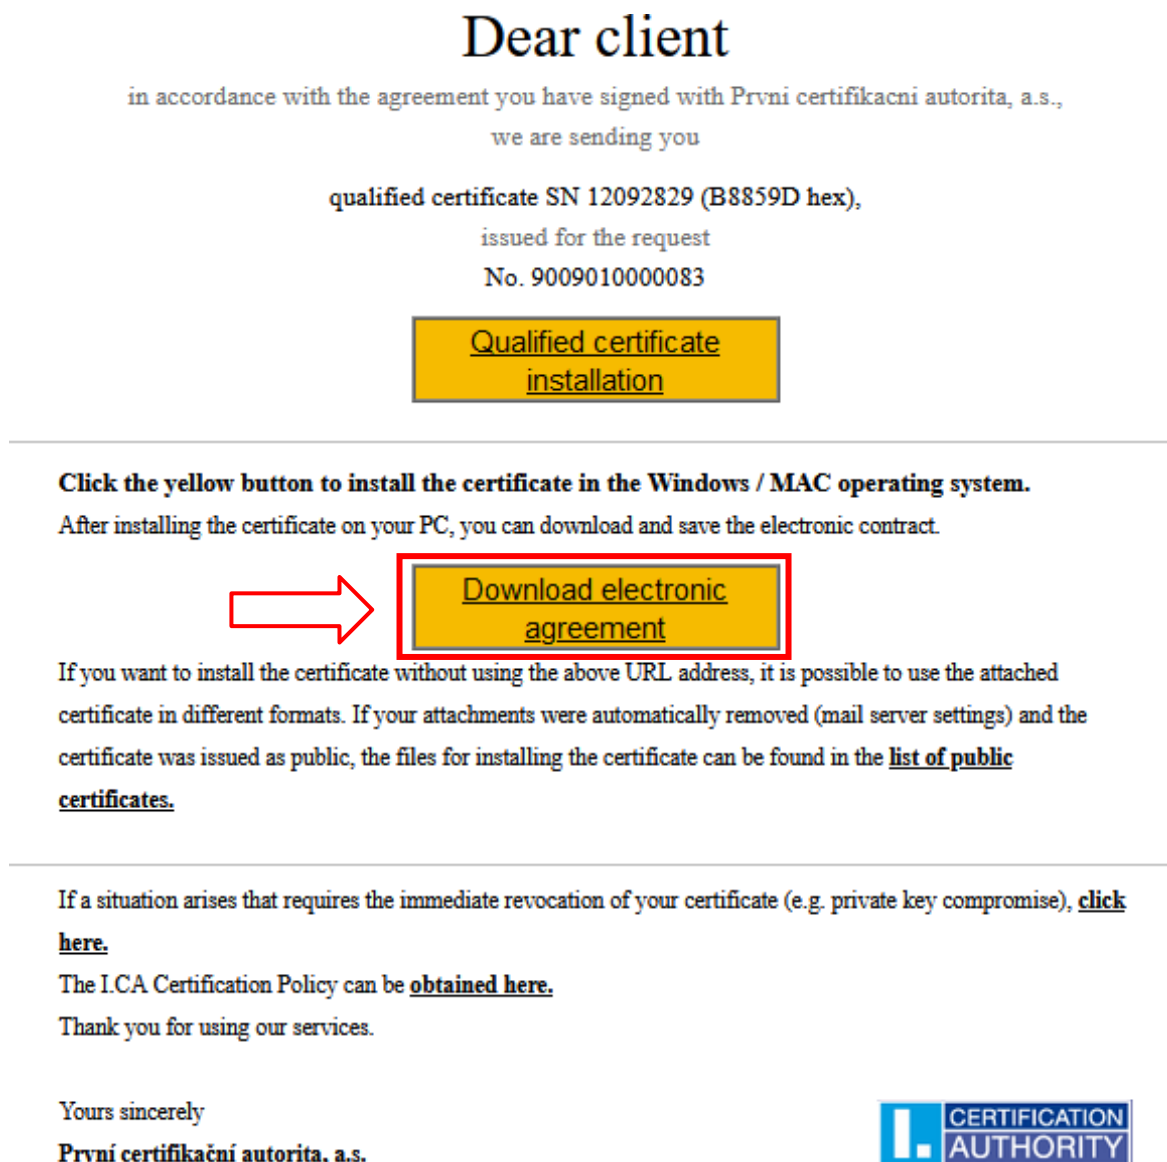 Dear client
in accordance with the agreement you have signed with Prvni certifikacni autorita, a.s.,
we are sending you
qualified certificate SN 12092829 (B8859D hex),
issued for the request
No. 9009010000083
Qualified certificate
installation
Click the yellow button to install the certificate in the Windows / MAC operating system.
After installing the certificate on your PC, you can download and save the electronic contract.
Download electronic
agreement
If you want to install the certificate without using the above URL address, it is possible to use the attached
certificate in different formats. If your attachments were automatically removed (mail server settings) and the
certificate was issued as public, the files for installing the certificate can be found in the list of public
certificates.
If a situation arises that requires the immediate revocation of your certificate (e.g. private key compromise), click
here.
The I.CA Certification Policy can be obtained here.
Thank you for using our services.
Yours sincerely
První certifikační autorita, a.s.
I. CERTIFICATION
AUTHORITY